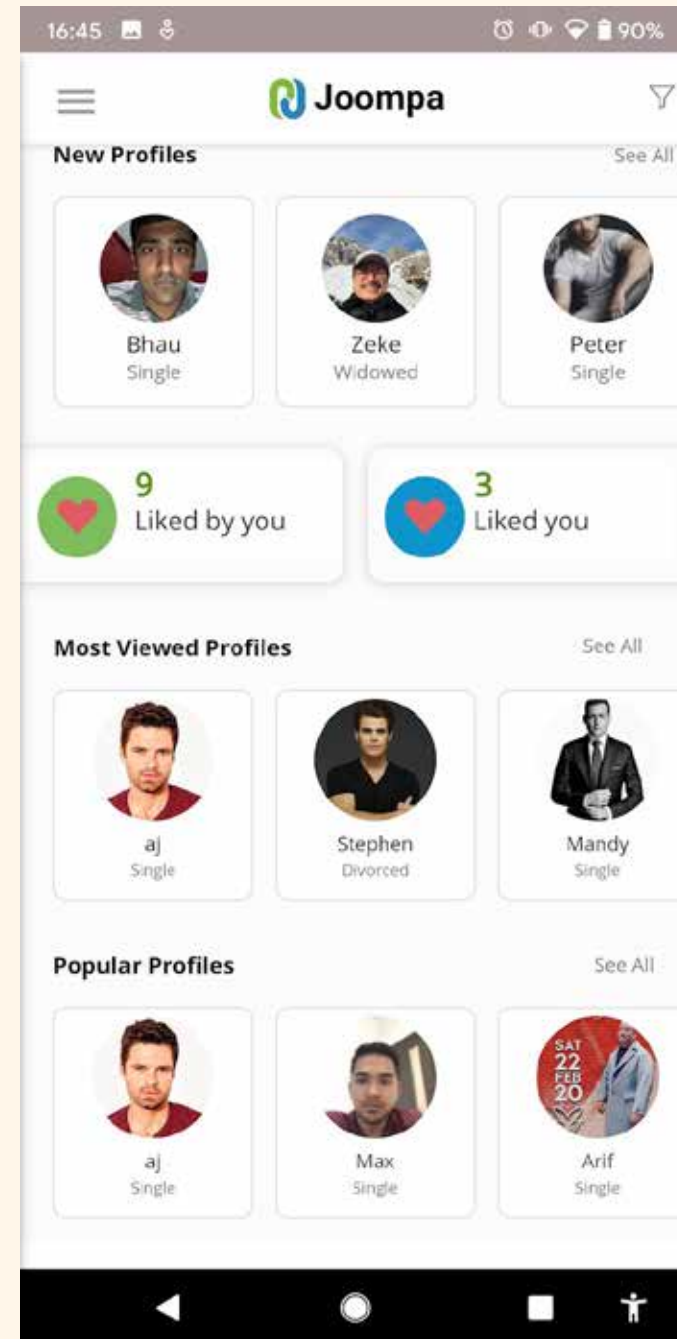 16:45 90%
Joompa
New Profiles See All
Bhau Zeke Peter
Single Widowed Single
9 3
Liked by you Liked you
Most Viewed Profiles See All
aj Stephen Mandy
Single Divorced Single
Popular Profiles See All
SAT
22
FEB
20
aj Max Arif
Single Single Single